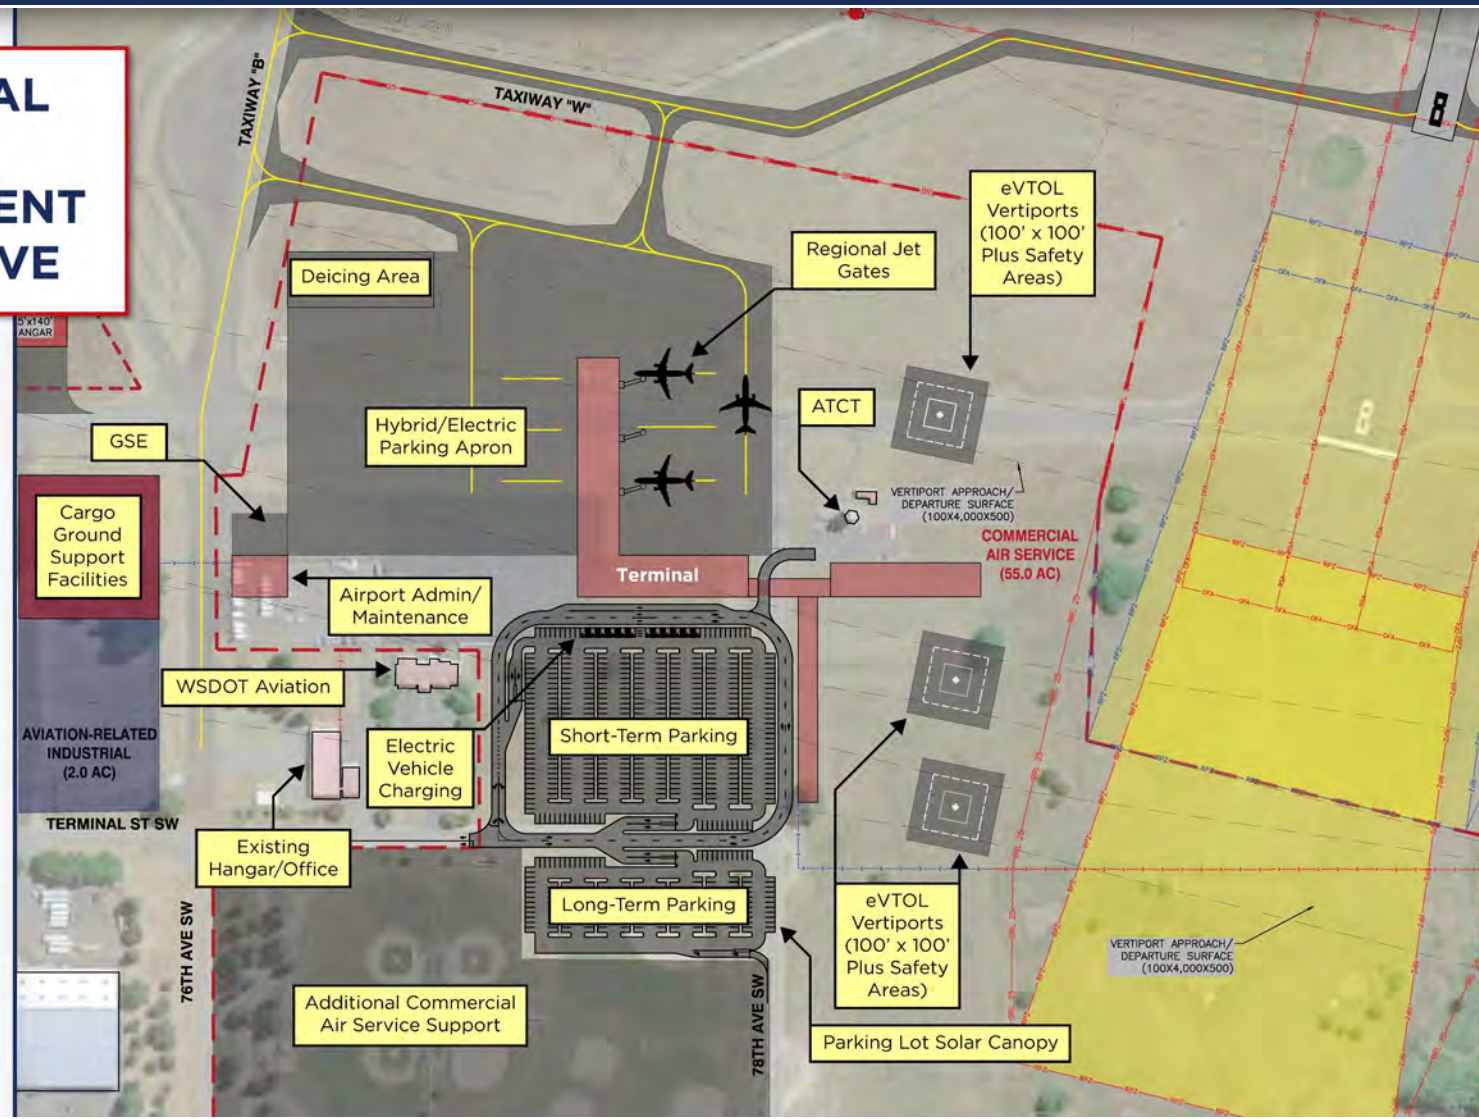 AL
ENT
VE
TAXIWAY "B"
TAXIWAY "W"
eVTOL
Vertiports
(100' x 100'
Plus Safety
Areas)
Regional Jet
Gates
Deicing Area
5'x140'
ANGAR
ATCT
Hybrid/Electric
Parking Apron
GSE
VERTIPORT APPROACH/
DEPARTURE SURFACE
(100X4,000X500)
Cargo
Ground
Support
Facilities
COMMERCIAL
AIR SERVICE
(55.0 AC)
Terminal
Airport Admin/
Maintenance
WSDOT Aviation
AVIATION-RELATED
INDUSTRIAL
(2.0 AC)
Electric
Vehicle
Charging
Short-Term Parking
TERMINAL ST SW
Existing
Hangar/Office
Long-Term Parking
eVTOL
Vertiports
(100' x 100'
Plus Safety
Areas)
VERTIPORT APPROACH/
DEPARTURE SURFACE
(100X4,000X500)
76TH AVE SW
Additional Commercial
Air Service Support
78TH AVE SW
Parking Lot Solar Canopy